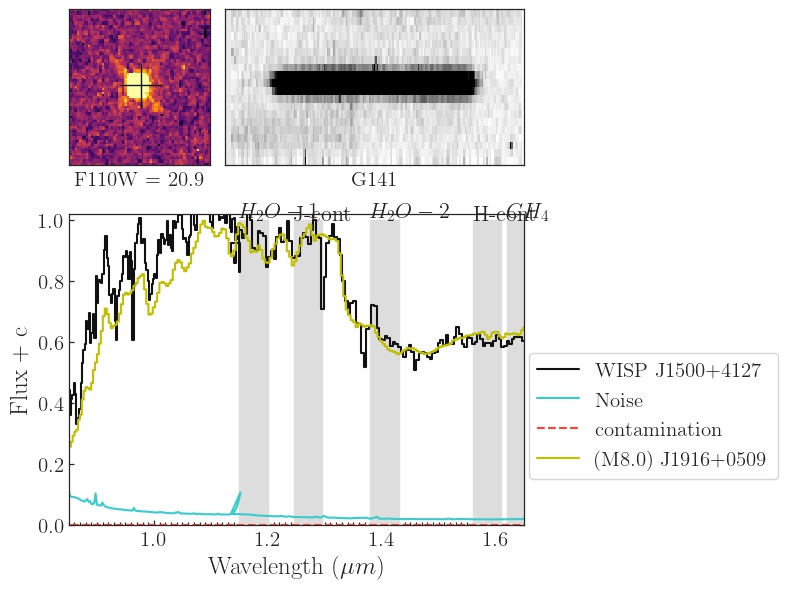 F110W = 20.9
G141
H₂O − 1
J-cont
H₂O − 2
H-cont
CH₄
1.0
0.8
0.6
0.4
0.2
0.0
Flux + c
1.0
1.2
1.4
1.6
Wavelength (μm)
WISP J1500+4127
Noise
contamination
(M8.0) J1916+0509